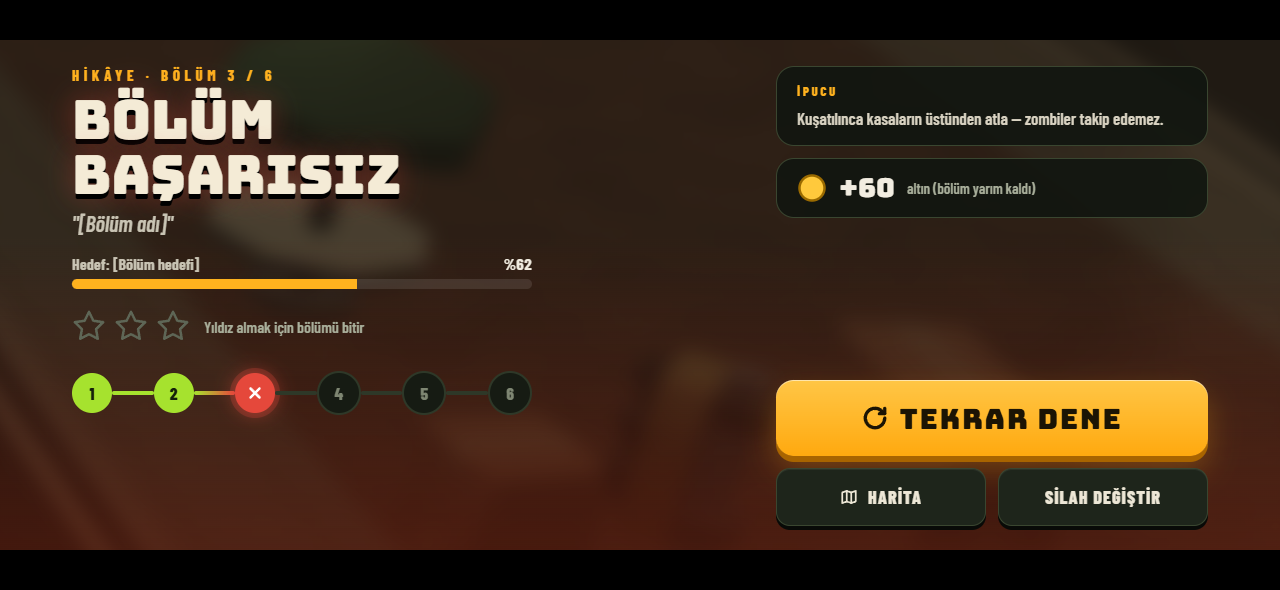 HİKÂYE · BÖLÜM 3 / 6
BÖLÜM
BAŞARISIZ
"[Bölüm adı]"
Hedef: [Bölüm hedefi] %62
Yıldız almak için bölümü bitir
1 2 4 5 6
İPUCU
Kuşatılınca kasaların üstünden atla — zombiler takip edemez.
+60 altın (bölüm yarım kaldı)
TEKRAR DENE
HARİTA
SİLAH DEĞİŞTİR